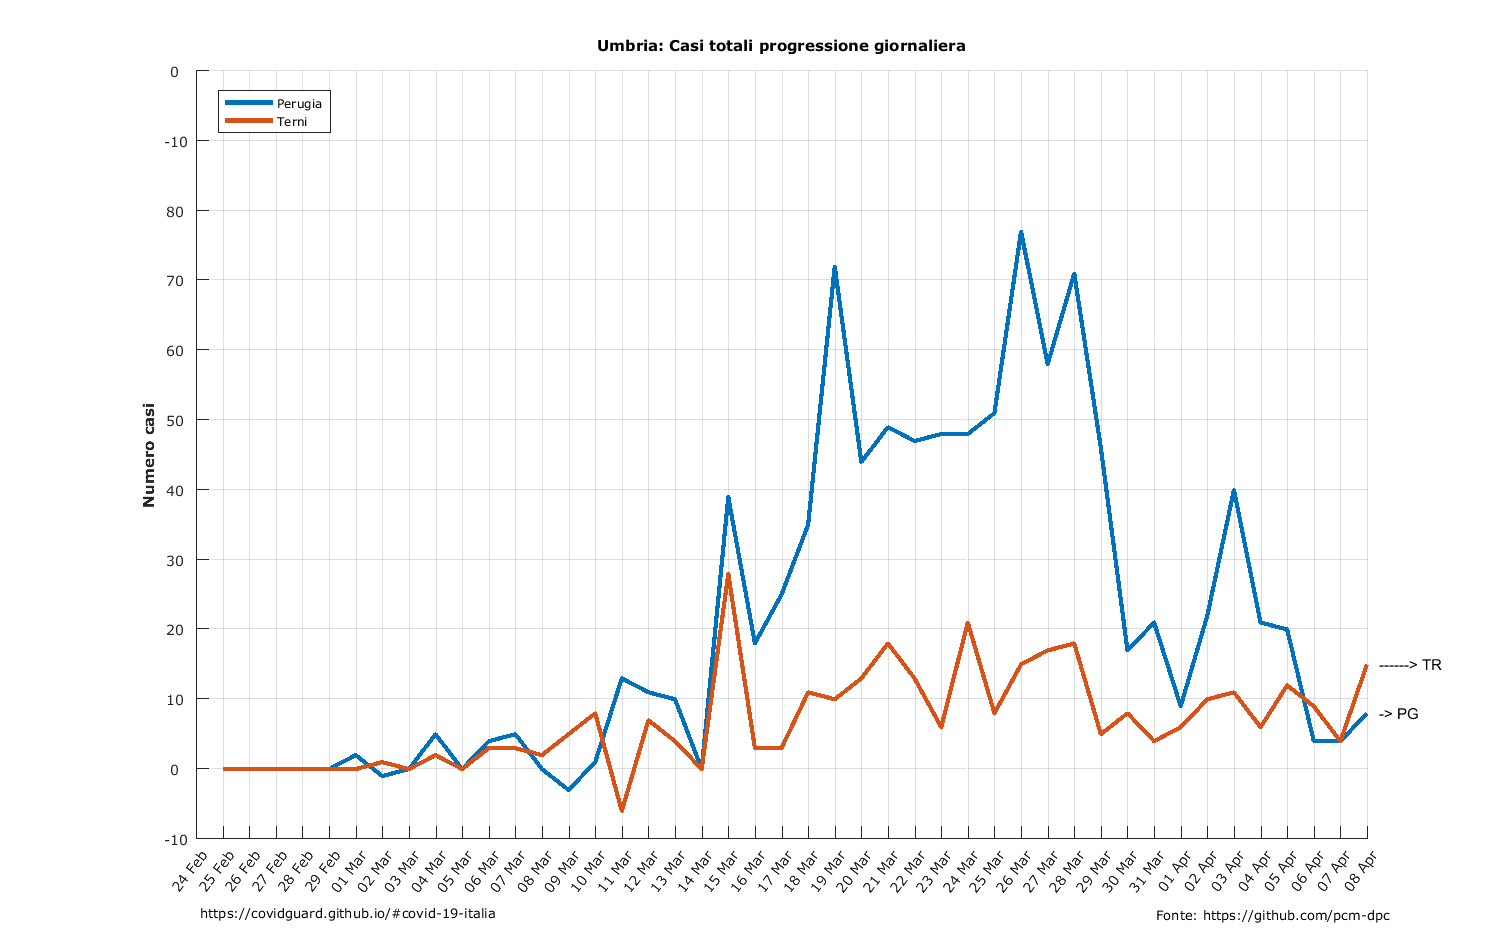 Umbria: Casi totali progressione giornaliera
0
-10
80
70
60
50
40
30
20
10
0
-10
Numero casi
Perugia
Terni
------> TR
-> PG
24 Feb
25 Feb
26 Feb
27 Feb
28 Feb
29 Feb
01 Mar
02 Mar
03 Mar
04 Mar
05 Mar
06 Mar
07 Mar
08 Mar
09 Mar
10 Mar
11 Mar
12 Mar
13 Mar
14 Mar
15 Mar
16 Mar
17 Mar
18 Mar
19 Mar
20 Mar
21 Mar
22 Mar
23 Mar
24 Mar
25 Mar
26 Mar
27 Mar
28 Mar
29 Mar
30 Mar
31 Mar
01 Apr
02 Apr
03 Apr
04 Apr
05 Apr
06 Apr
07 Apr
08 Apr
https://covidguard.github.io/#covid-19-italia
Fonte: https://github.com/pcm-dpc